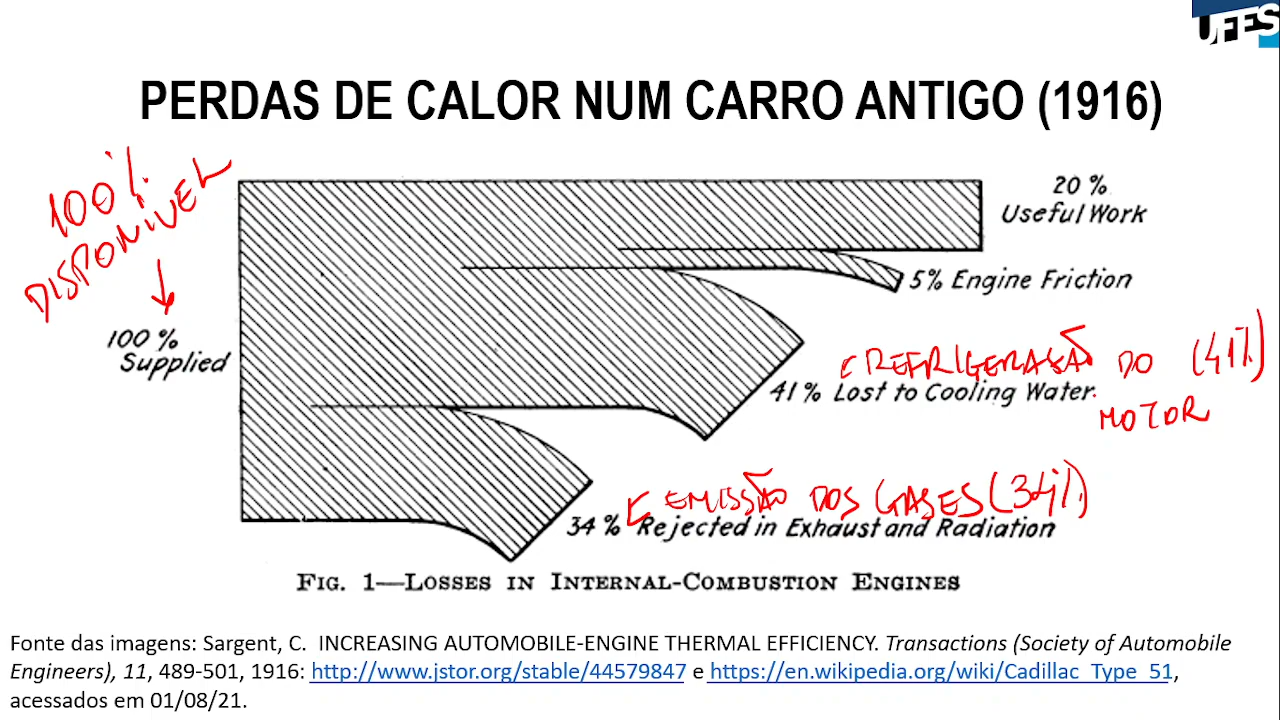 UFES
PERDAS DE CALOR NUM CARRO ANTIGO (1916)
100%
DISPONÍVEL
100 %
Supplied
20 %
Useful Work
5% Engine Friction
REFRIGERAÇÃO DO (41%)
MOTOR
41% Lost to Cooling Water.
EMISSÃO DOS GASES (34%)
34 % Rejected in Exhaust and Radiation
FIG. 1—LOSSES IN INTERNAL-COMBUSTION ENGINES
Fonte das imagens: Sargent, C. INCREASING AUTOMOBILE-ENGINE THERMAL EFFICIENCY. Transactions (Society of Automobile
Engineers), 11, 489-501, 1916: http://www.jstor.org/stable/44579847 e https://en.wikipedia.org/wiki/Cadillac_Type_51,
acessados em 01/08/21.